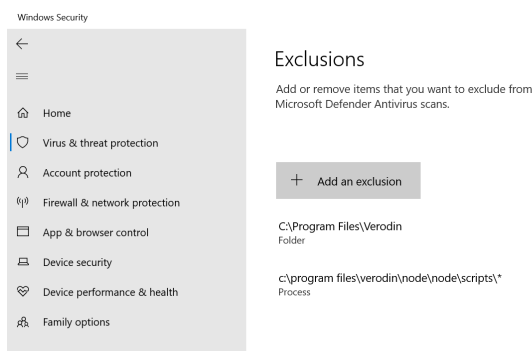 Windows Security
Home
Virus & threat protection
Account protection
Firewall & network protection
App & browser control
Device security
Device performance & health
Family options
Exclusions
Add or remove items that you want to exclude from
Microsoft Defender Antivirus scans.
Add an exclusion
C:\Program Files\Verodin
Folder
c:\program files\verodin\node\node\scripts\*
Process